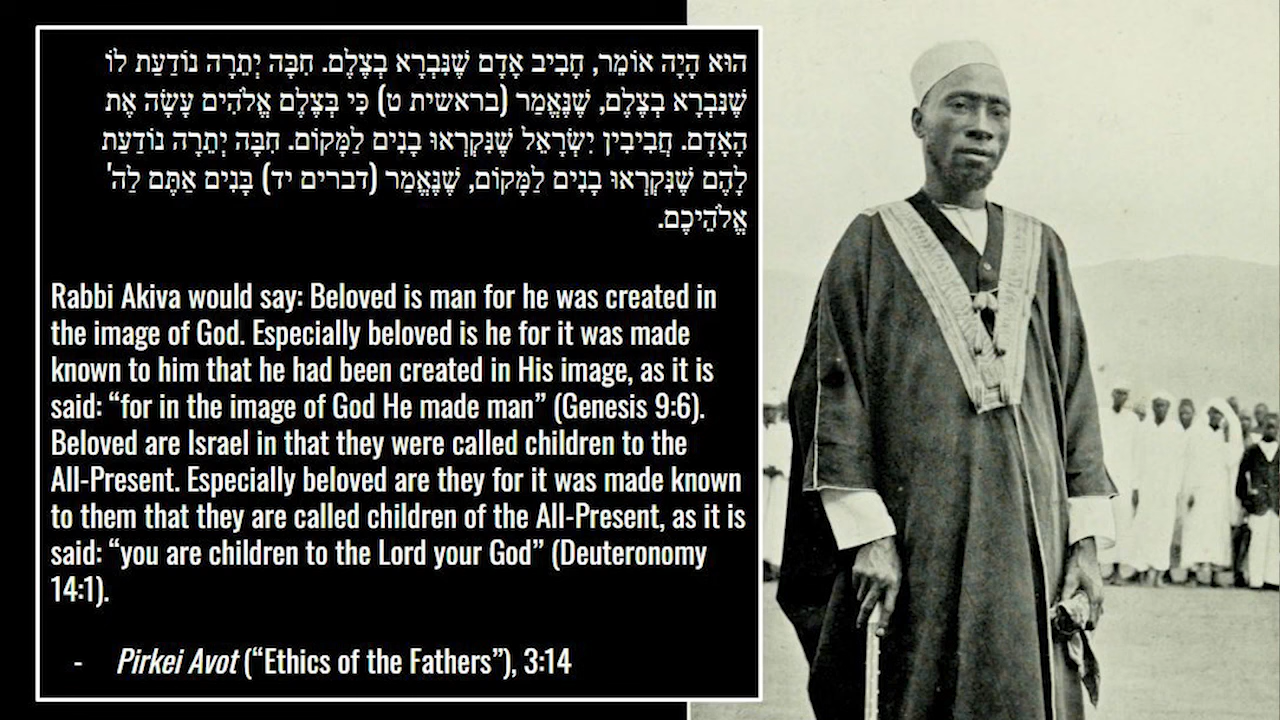 הוּא הָיָה אוֹמֵר, חָבִיב אָדָם שֶׁנִּבְרָא בְצֶלֶם. חִבָּה יְתֵרָה נוֹדַעַת לוֹ
שֶׁנִּבְרָא בְצֶלֶם, שֶׁנֶּאֱמַר (בראשית ט) כִּי בְּצֶלֶם אֱלֹהִים עָשָׂה אֶת
הָאָדָם. חֲבִיבִין יִשְׂרָאֵל שֶׁנִּקְרְאוּ בָנִים לַמָּקוֹם. חִבָּה יְתֵרָה נוֹדַעַת
לָהֶם שֶׁנִּקְרְאוּ בָנִים לַמָּקוֹם, שֶׁנֶּאֱמַר (דברים יד) בָּנִים אַתֶּם לַה'
אֱלֹהֵיכֶם.
Rabbi Akiva would say: Beloved is man for he was created in
the image of God. Especially beloved is he for it was made
known to him that he had been created in His image, as it is
said: “for in the image of God He made man” (Genesis 9:6).
Beloved are Israel in that they were called children to the
All-Present. Especially beloved are they for it was made known
to them that they are called children of the All-Present, as it is
said: “you are children to the Lord your God” (Deuteronomy
14:1).
- Pirkei Avot (“Ethics of the Fathers”), 3:14